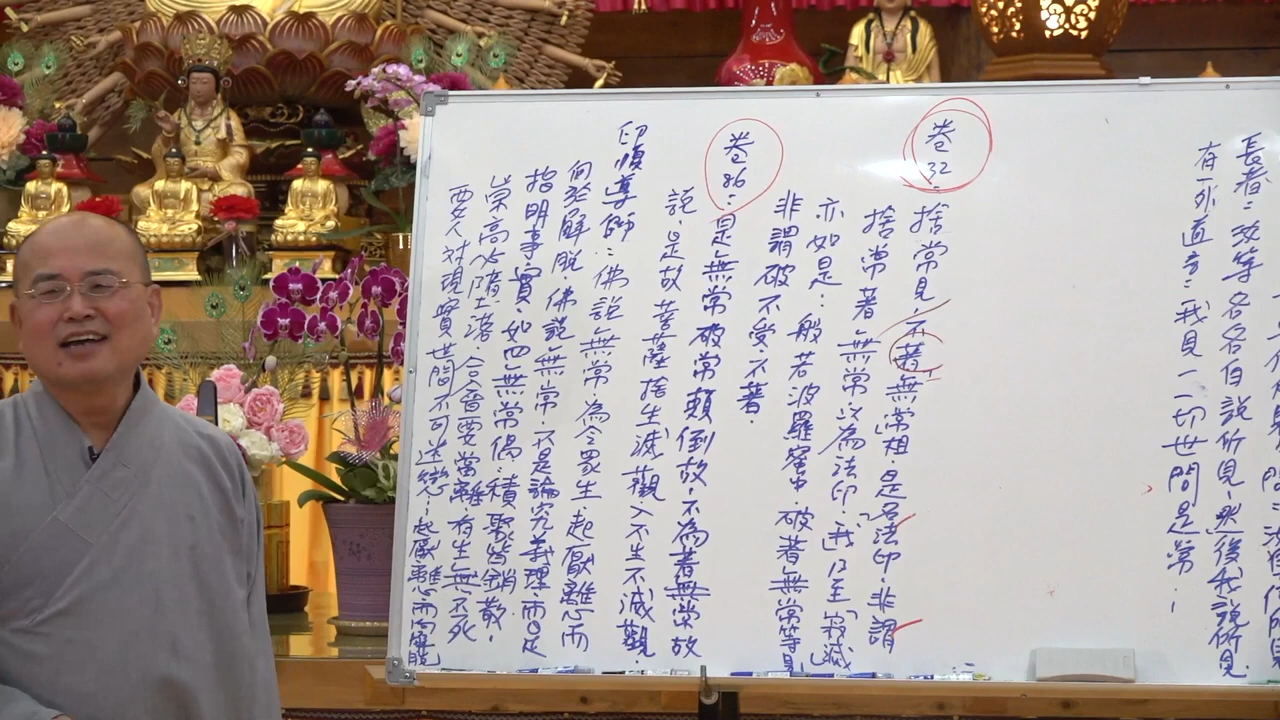 長者：改等各各自說所見，然後我說所見.
有外道言：我見一切世間是常.
卷32：捨常見，不著無常相，是名法印，非謂
捨常著無常以為法印，「我」乃至「寂滅」
亦如是：般若波羅蜜中，破著無常等見
非謂破不受，不著.
卷86：是無常破常顛倒故，不為著無常故
說，是故菩薩捨生滅觀，入不生不滅觀.
印順導師：佛說無常，為令眾生，起厭離心而
向於解脫 佛說無常，不是論究義理，而是
指明事實，如四無常偈，積聚皆銷散，
崇高必墮落 合會要當離，有生無不死
要人對現實世間不可迷戀，起厭離心而向解脫